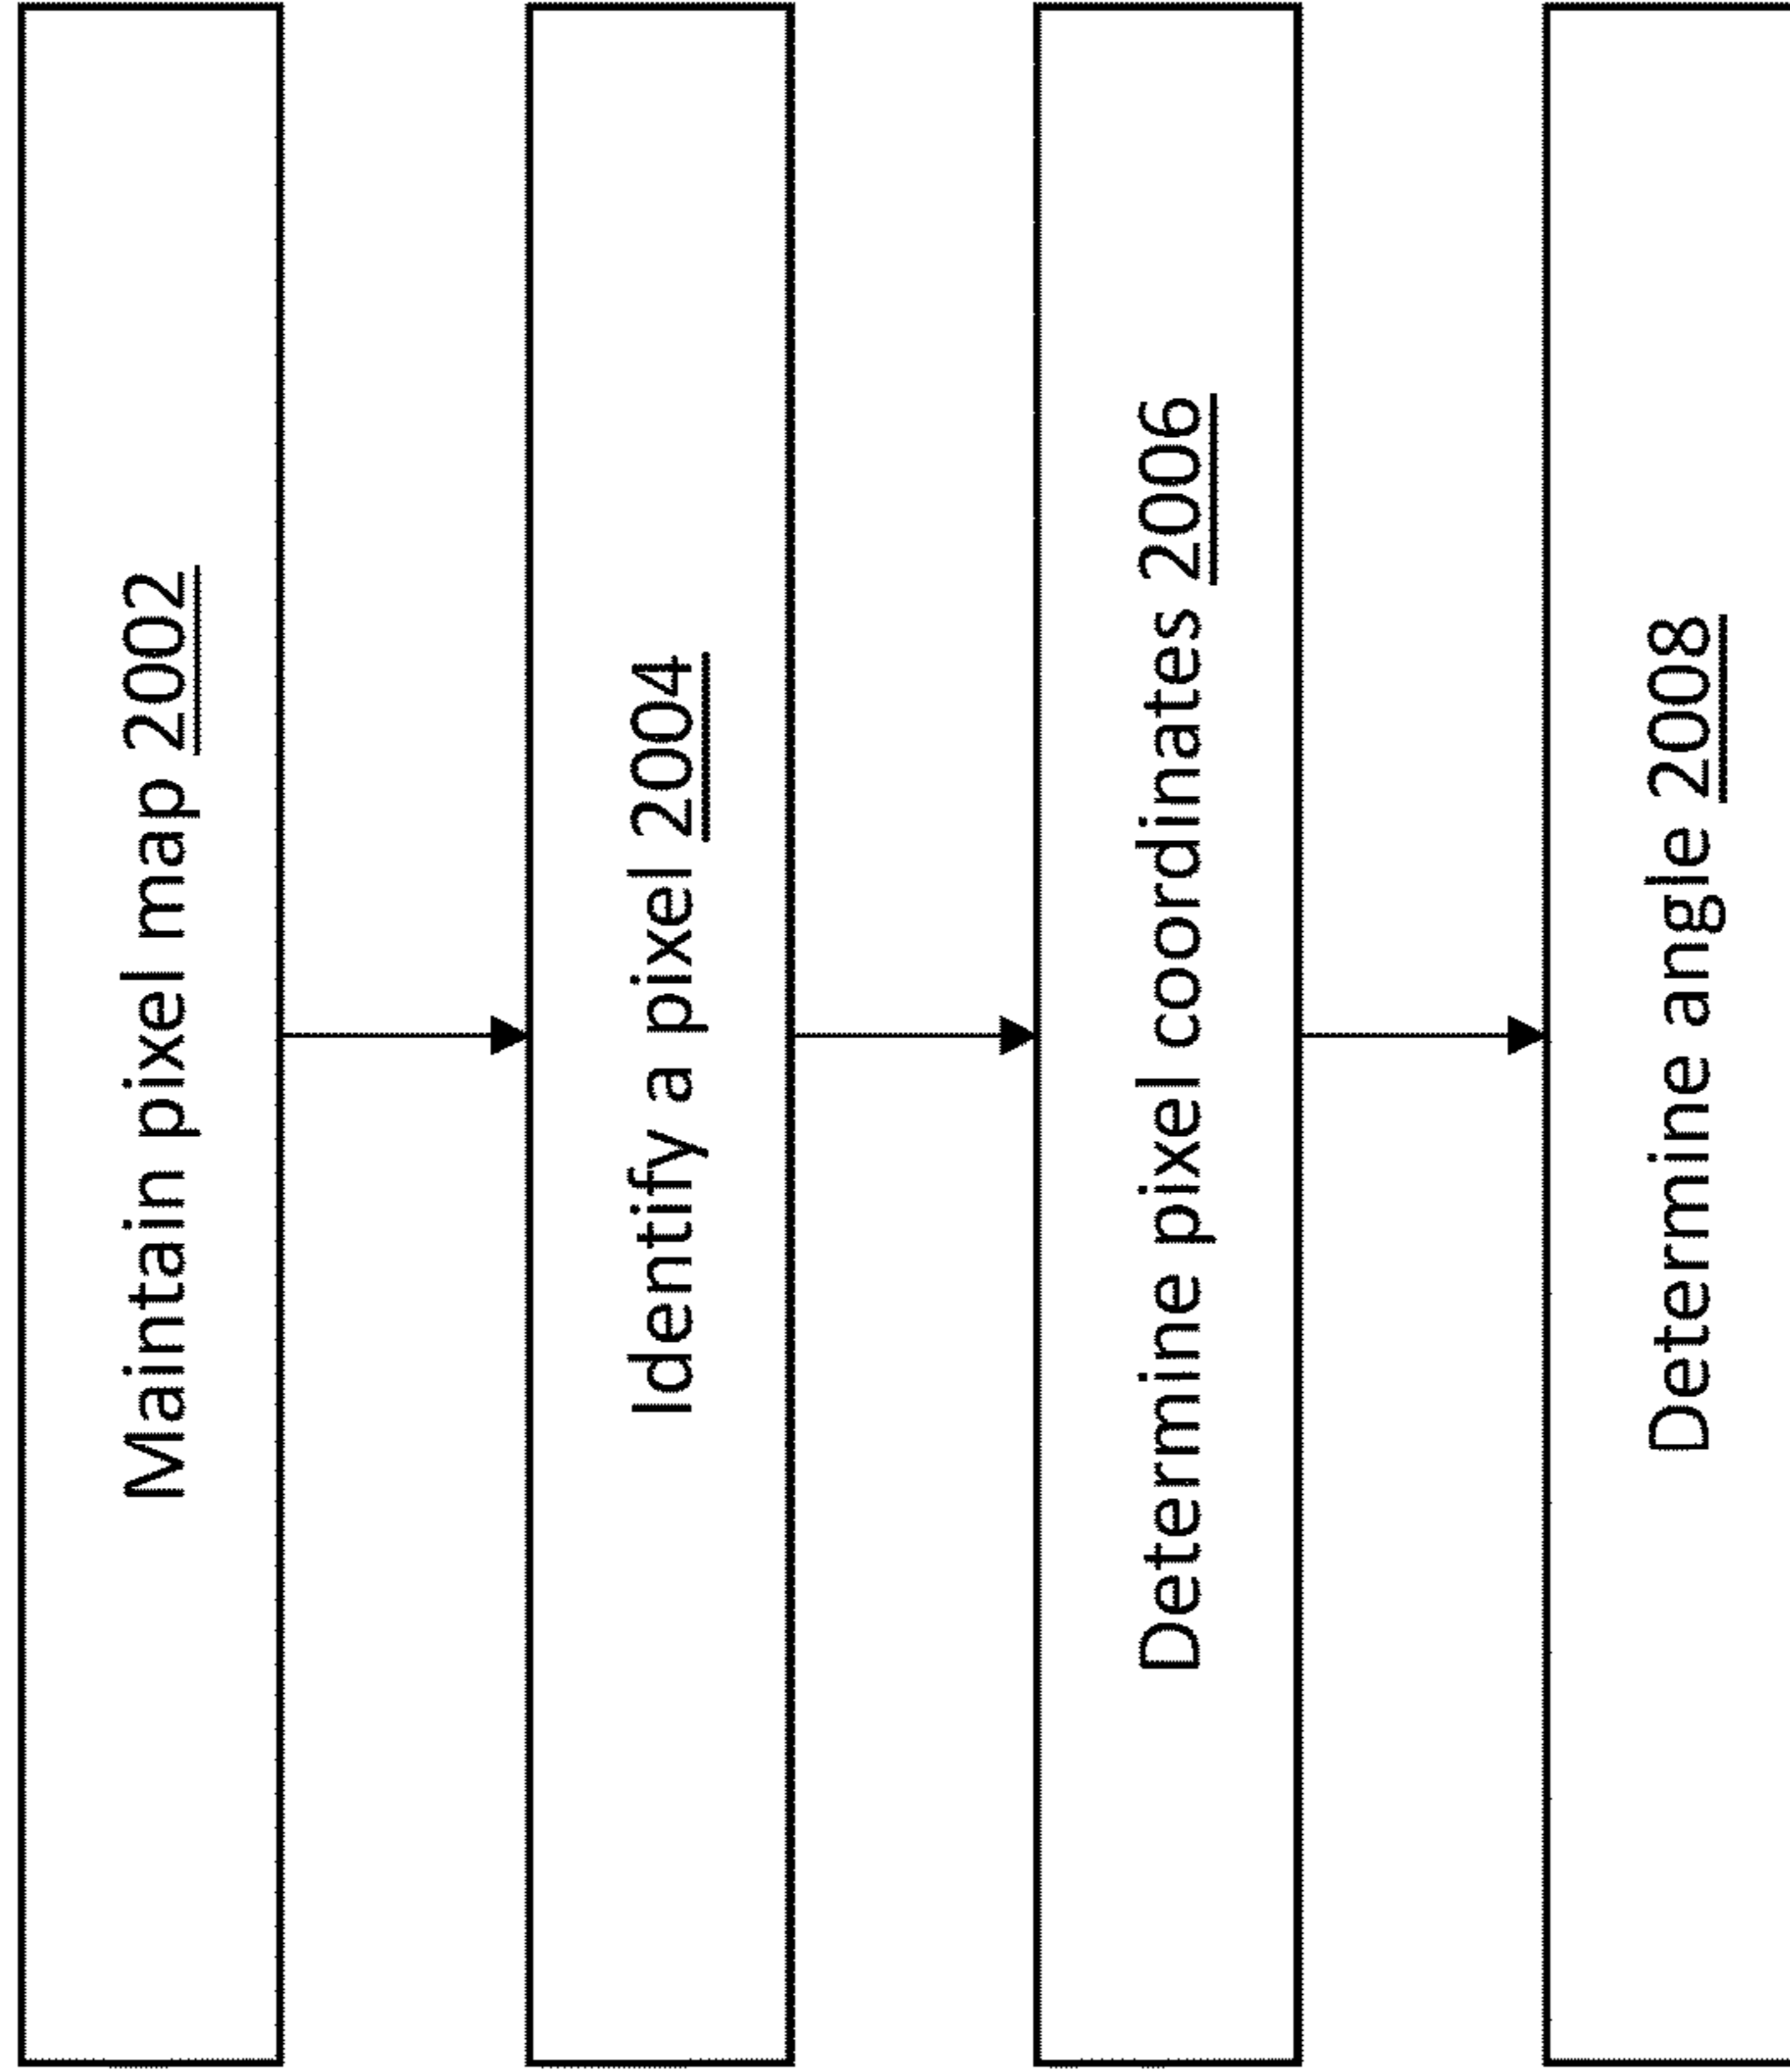 Maintain pixel map 2002
Identify a pixel 2004
Determine pixel coordinates 2006
Determine angle 2008